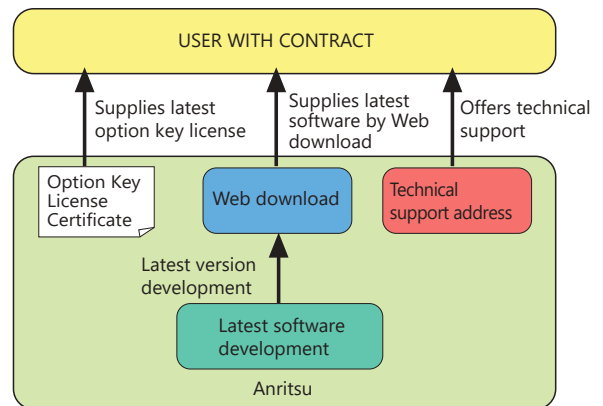 USER WITH CONTRACT
Supplies latest
option key license
Supplies latest
software by Web
download
Offers technical
support
Option Key
License
Certificate
Web download
Technical
support address
Latest version
development
Latest software
development
Anritsu